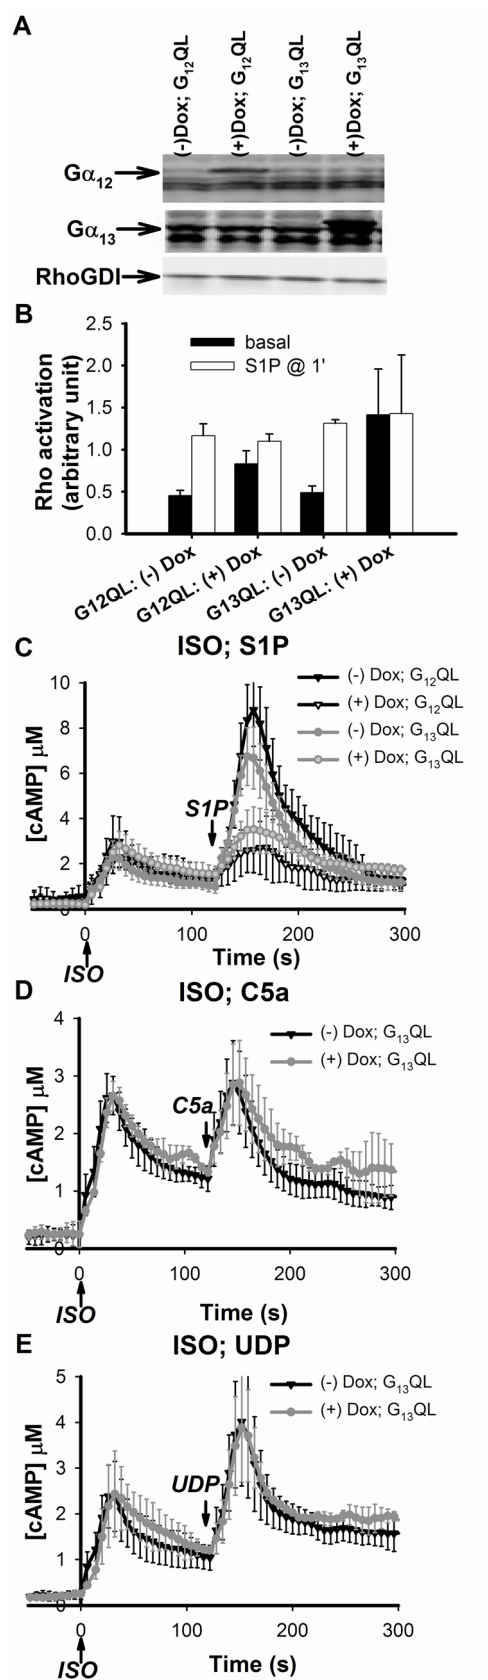 A
(-)Dox; G12QL
(+)Dox; G12QL
(-)Dox; G13QL
(+)Dox; G13QL
Gα12
Gα13
RhoGDI
B
Rho activation
(arbitrary unit)
2.5
2.0
1.5
1.0
0.5
0.0
basal
S1P @ 1'
G12QL: (-) Dox
G12QL: (+) Dox
G13QL: (-) Dox
G13QL: (+) Dox
C
ISO; S1P
[cAMP] μM
10
8
6
4
2
0
(-) Dox; G12QL
(+) Dox; G12QL
(-) Dox; G13QL
(+) Dox; G13QL
S1P
0
100
200
300
Time (s)
ISO
D
ISO; C5a
[cAMP] μM
4
3
2
1
0
(-) Dox; G13QL
(+) Dox; G13QL
C5a
0
100
200
300
Time (s)
ISO
E
ISO; UDP
[cAMP] μM
5
4
3
2
1
0
(-) Dox; G13QL
(+) Dox; G13QL
UDP
0
100
200
300
Time (s)
ISO